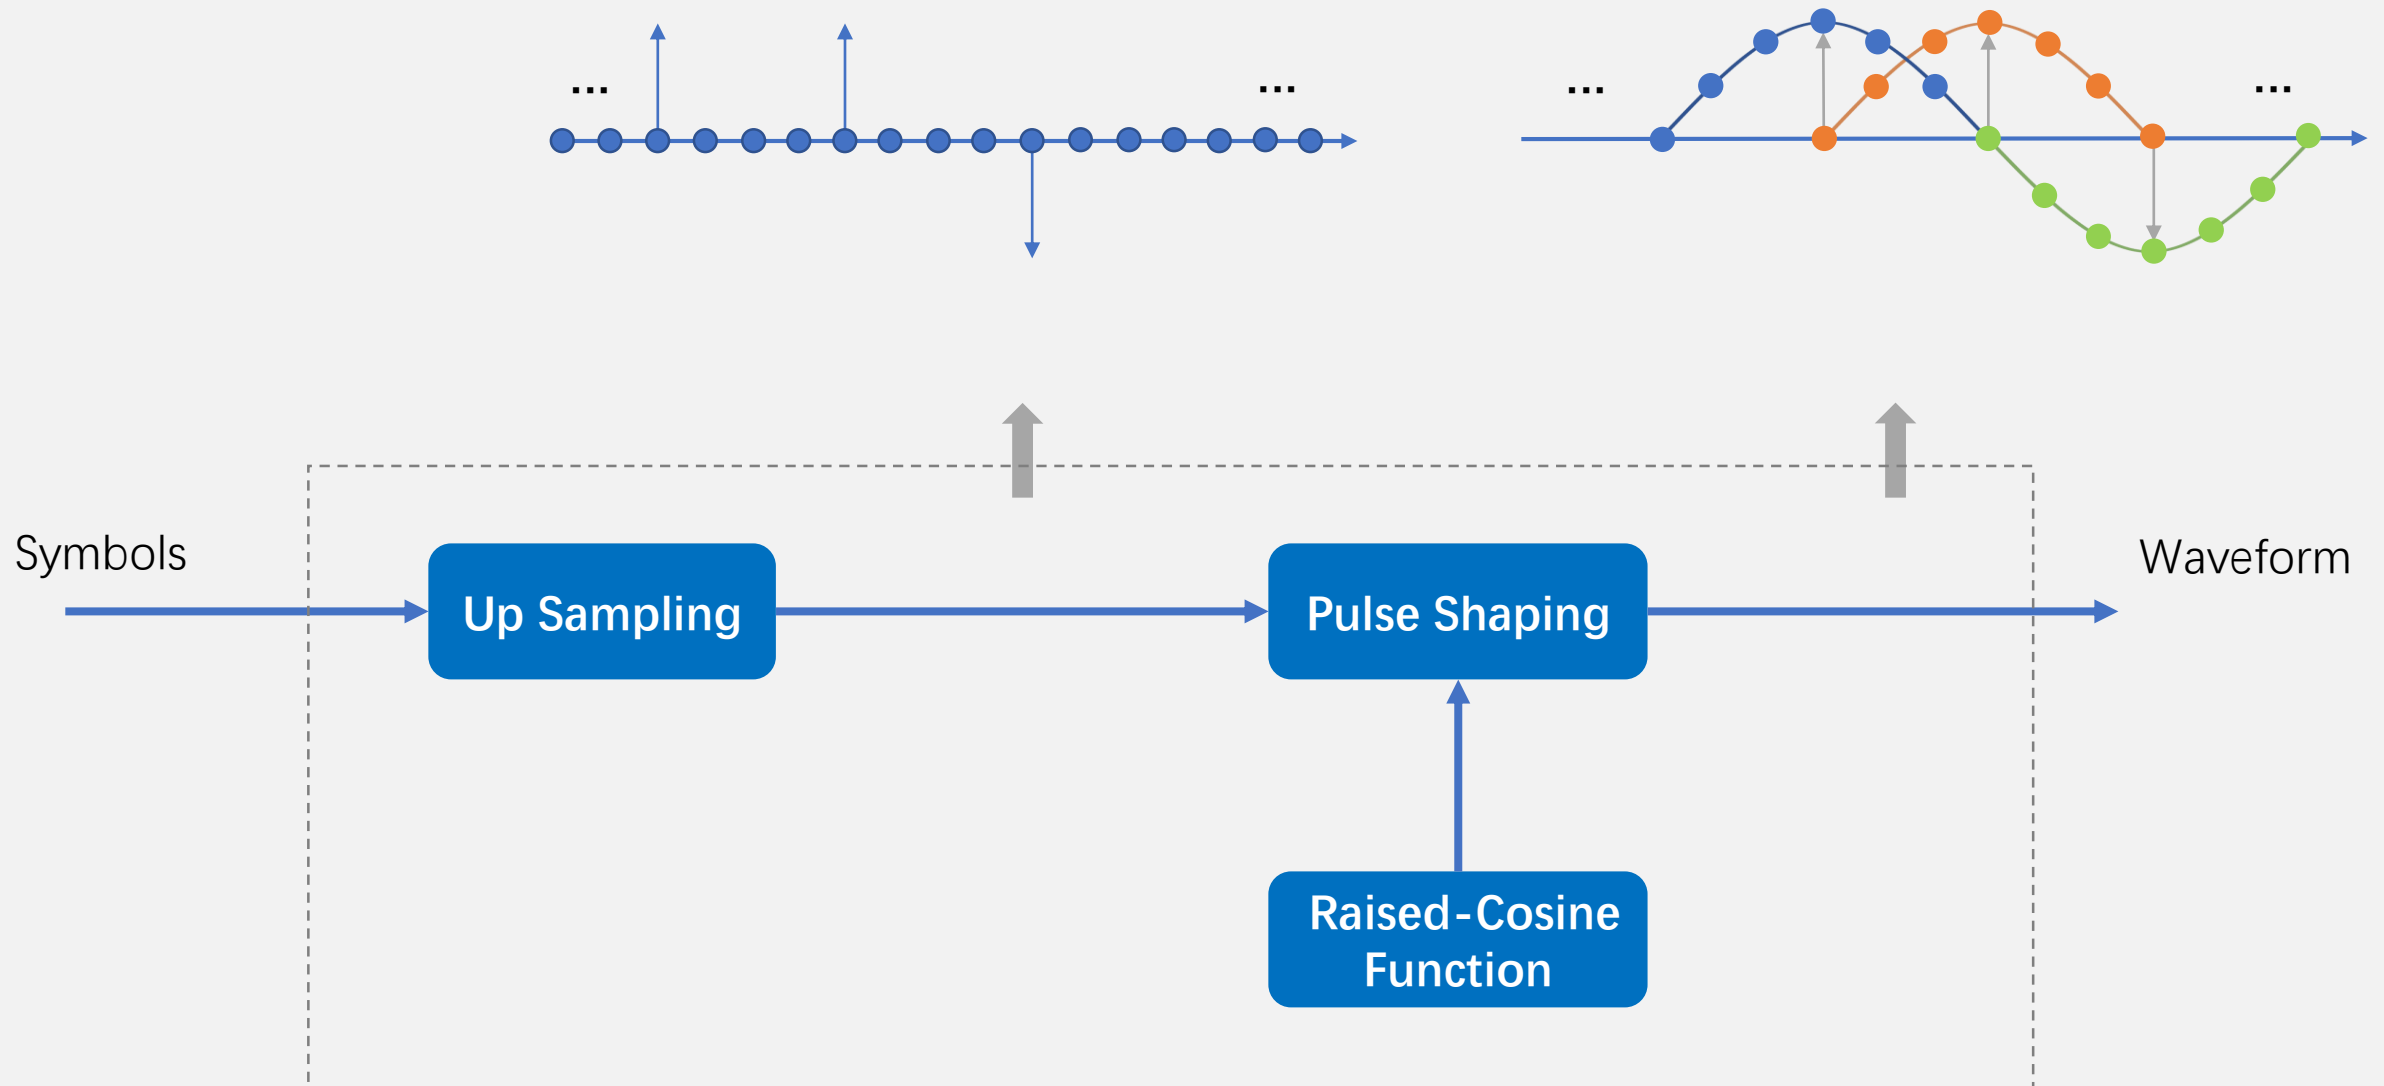 ... ... ... ...
Symbols
Up Sampling
Pulse Shaping
Waveform
Raised-Cosine
Function